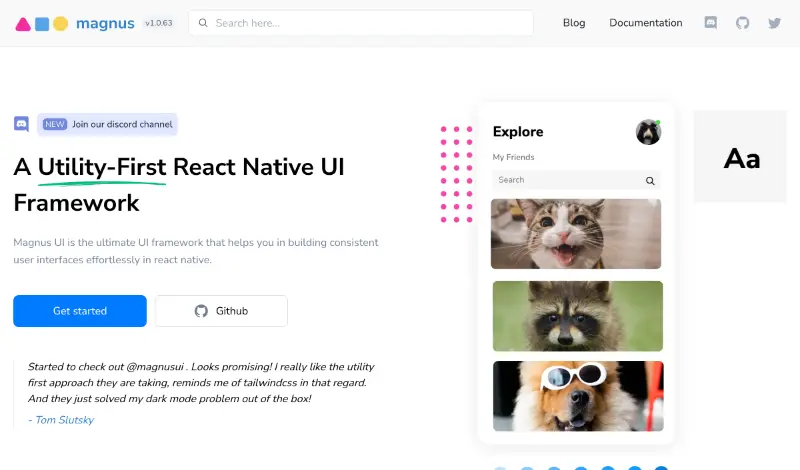 magnus v1.0.63 Search here... Blog Documentation
NEW Join our discord channel
A Utility-First React Native UI
Framework
Magnus UI is the ultimate UI framework that helps you in building consistent
user interfaces effortlessly in react native.
Get started Github
Started to check out @magnusui . Looks promising! I really like the utility
first approach they are taking, reminds me of tailwindcss in that regard.
And they just solved my dark mode problem out of the box!
- Tom Slutsky
Explore
My Friends
Search
Aa